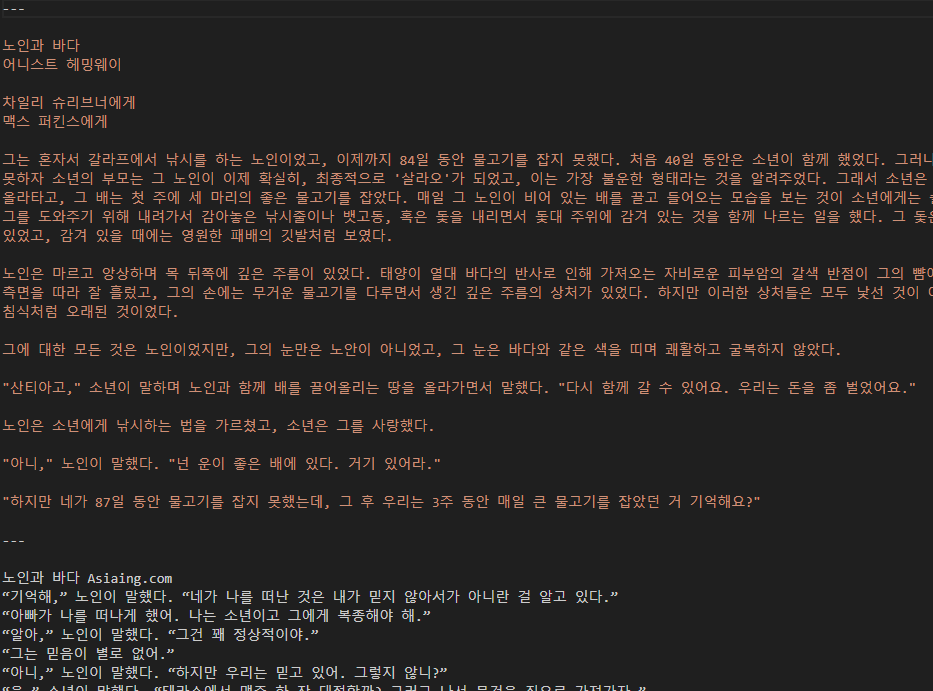 ---
노인과 바다
어니스트 헤밍웨이
차일리 슈리브너에게
맥스 퍼킨스에게
그는 혼자서 갈라프에서 낚시를 하는 노인이었고, 이제까지 84일 동안 물고기를 잡지 못했다. 처음 40일 동안은 소년이 함께 했었다.
못하자 소년의 부모는 그 노인이 이제 확실히, 최종적으로 '살라오'가 되었고, 이는 가장 불운한 형태라는 것을 알려주었다. 그래서 소년은
올라타고, 그 배는 첫 주에 세 마리의 좋은 물고기를 잡았다. 매일 그 노인이 비어 있는 배를 끌고 들어오는 모습을 보는 것이 소년에게는
그를 도와주기 위해 내려가서 감아놓은 낚시줄이나 벳고동, 혹은 돛을 내리면서 돛대 주위에 감겨 있는 것을 함께 나르는 일을 했다. 그 돛은
있었고, 감겨 있을 때에는 영원한 패배의 깃발처럼 보였다.
노인은 마르고 앙상하며 목 뒤쪽에 깊은 주름이 있었다. 태양이 열대 바다의 반사로 인해 가져오는 자비로운 피부암의 갈색 반점이 그의 뺨에
측면을 따라 잘 흘렀고, 그의 손에는 무거운 물고기를 다루면서 생긴 깊은 주름의 상처가 있었다. 하지만 이러한 상처들은 모두 낯선 것이
침식처럼 오래된 것이었다.
그에 대한 모든 것은 노인이었지만, 그의 눈만은 노안이 아니었고, 그 눈은 바다와 같은 색을 띠며 쾌활하고 굴복하지 않았다.
"산티아고," 소년이 말하며 노인과 함께 배를 끌어올리는 땅을 올라가면서 말했다. "다시 함께 갈 수 있어요. 우리는 돈을 좀 벌었어요."
노인은 소년에게 낚시하는 법을 가르쳤고, 소년은 그를 사랑했다.
"아니," 노인이 말했다. "넌 운이 좋은 배에 있다. 거기 있어라."
"하지만 네가 87일 동안 물고기를 잡지 못했는데, 그 후 우리는 3주 동안 매일 큰 물고기를 잡았던 거 기억해요?"
---
노인과 바다 Asiaing.com
“기억해,” 노인이 말했다. “네가 나를 떠난 것은 내가 믿지 않아서가 아니란 걸 알고 있다.”
“아빠가 나를 떠나게 했어. 나는 소년이고 그에게 복종해야 해.”
“알아,” 노인이 말했다. “그건 꽤 정상적이야.”
“그는 믿음이 별로 없어.”
“아니,” 노인이 말했다. “하지만 우리는 믿고 있어. 그렇지 않니?”